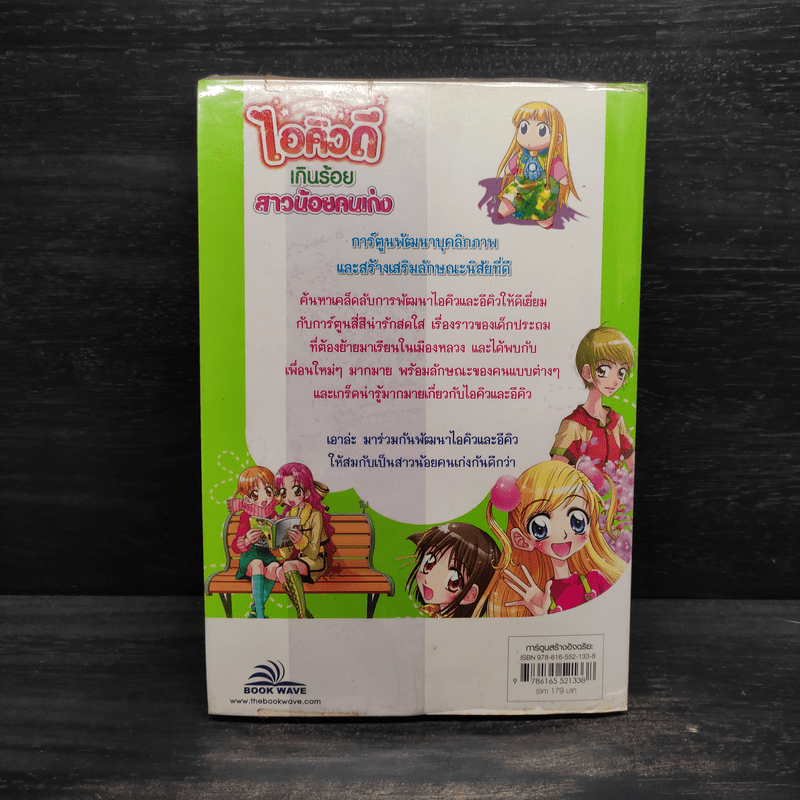 ไอคิวดี
เกินร้อย
สาวน้อยคนเก่ง
การ์ตูนพัฒนาบุคลิกภาพ
และสร้างเสริมลักษณะนิสัยที่ดี
ค้นหาเคล็ดลับการพัฒนาไอคิวและอีคิวให้ดีเยี่ยม
กับการ์ตูนสี่สีน่ารักสดใส เรื่องราวของเด็กประถม
ที่ต้องย้ายมาเรียนในเมืองหลวง และได้พบกับ
เพื่อนใหม่ๆ มากมาย พร้อมลักษณะของคนแบบต่างๆ
และเกร็ดน่ารู้มากมายเกี่ยวกับไอคิวและอีคิว
เอาล่ะ มาร่วมกันพัฒนาไอคิวและอีคิว
ให้สมกับเป็นสาวน้อยคนเก่งกันดีกว่า
BOOK WAVE
www.thebookwave.com
การ์ตูนสร้างอัจฉริยะ
ISBN 978-616-552-133-8
9 786165 521338
ราคา 179 บาท